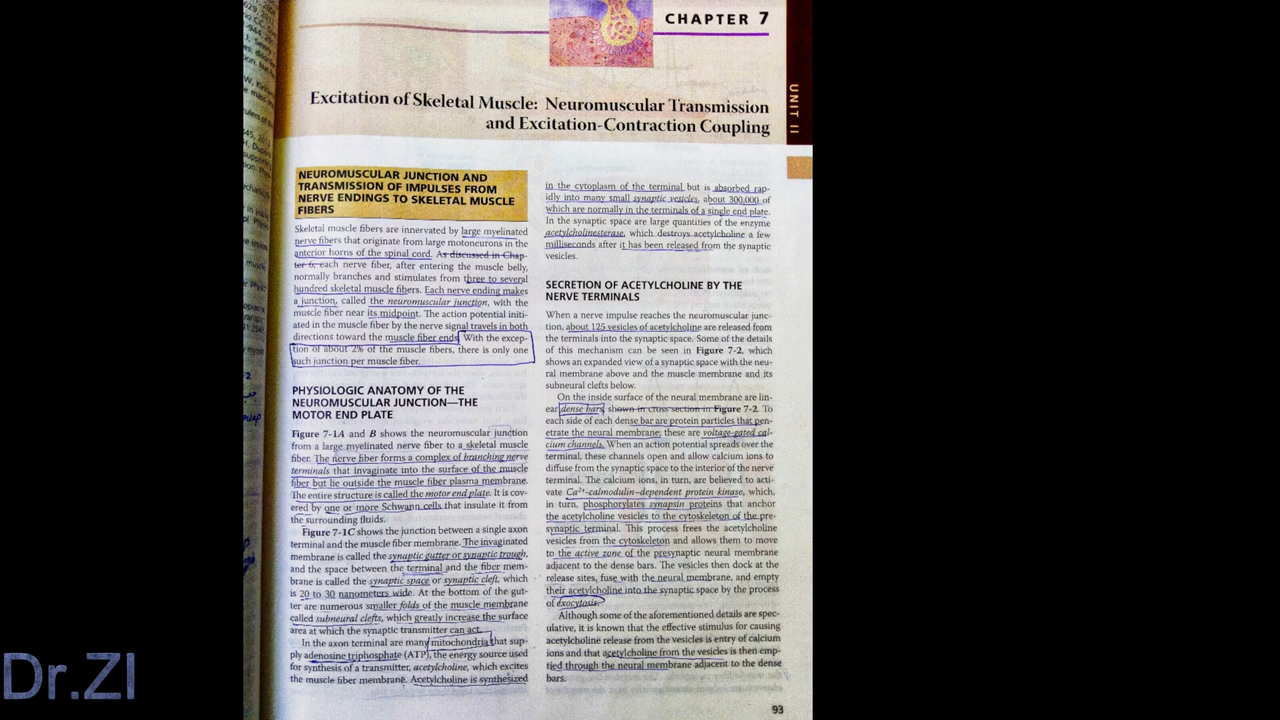 CHAPTER 7
UNIT II
Excitation of Skeletal Muscle: Neuromuscular Transmission
and Excitation-Contraction Coupling
NEUROMUSCULAR JUNCTION AND
TRANSMISSION OF IMPULSES FROM
NERVE ENDINGS TO SKELETAL MUSCLE
FIBERS
Skeletal muscle fibers are innervated by large myelinated
nerve fibers that originate from large motoneurons in the
anterior horns of the spinal cord. As discussed in Chap-
ter 6, each nerve fiber, after entering the muscle belly,
normally branches and stimulates from three to several
hundred skeletal muscle fibers. Each nerve ending makes
a junction, called the neuromuscular junction, with the
muscle fiber near its midpoint. The action potential initi-
ated in the muscle fiber by the nerve signal travels in both
directions toward the muscle fiber ends. With the excep-
tion of about 2% of the muscle fibers, there is only one
such junction per muscle fiber.
PHYSIOLOGIC ANATOMY OF THE
NEUROMUSCULAR JUNCTION—THE
MOTOR END PLATE
Figure 7-1A and B shows the neuromuscular junction
from a large myelinated nerve fiber to a skeletal muscle
fiber. The nerve fiber forms a complex of branching nerve
terminals that invaginate into the surface of the muscle
fiber but lie outside the muscle fiber plasma membrane.
The entire structure is called the motor end plate. It is cov-
ered by one or more Schwann cells that insulate it from
the surrounding fluids.
Figure 7-1C shows the junction between a single axon
terminal and the muscle fiber membrane. The invaginated
membrane is called the synaptic gutter or synaptic trough,
and the space between the terminal and the fiber mem-
brane is called the synaptic space or synaptic cleft, which
is 20 to 30 nanometers wide. At the bottom of the gut-
ter are numerous smaller folds of the muscle membrane
called subneural clefts, which greatly increase the surface
area at which the synaptic transmitter can act.
In the axon terminal are many mitochondria that sup-
ply adenosine triphosphate (ATP), the energy source used
for synthesis of a transmitter, acetylcholine, which excites
the muscle fiber membrane. Acetylcholine is synthesized
in the cytoplasm of the terminal but is absorbed rap-
idly into many small synaptic vesicles, about 300,000 of
which are normally in the terminals of a single end plate.
In the synaptic space are large quantities of the enzyme
acetylcholinesterase, which destroys acetylcholine a few
milliseconds after it has been released from the synaptic
vesicles.
SECRETION OF ACETYLCHOLINE BY THE
NERVE TERMINALS
When a nerve impulse reaches the neuromuscular junc-
tion, about 125 vesicles of acetylcholine are released from
the terminals into the synaptic space. Some of the details
of this mechanism can be seen in Figure 7-2, which
shows an expanded view of a synaptic space with the neu-
ral membrane above and the muscle membrane and its
subneural clefts below.
On the inside surface of the neural membrane are lin-
ear dense bars, shown in cross section in Figure 7-2. To
each side of each dense bar are protein particles that pen-
etrate the neural membrane; these are voltage-gated cal-
cium channels. When an action potential spreads over the
terminal, these channels open and allow calcium ions to
diffuse from the synaptic space to the interior of the nerve
terminal. The calcium ions, in turn, are believed to acti-
vate Ca²⁺-calmodulin–dependent protein kinase, which,
in turn, phosphorylates synapsin proteins that anchor
the acetylcholine vesicles to the cytoskeleton of the pre-
synaptic terminal. This process frees the acetylcholine
vesicles from the cytoskeleton and allows them to move
to the active zone of the presynaptic neural membrane
adjacent to the dense bars. The vesicles then dock at the
release sites, fuse with the neural membrane, and empty
their acetylcholine into the synaptic space by the process
of exocytosis.
Although some of the aforementioned details are spec-
ulative, it is known that the effective stimulus for causing
acetylcholine release from the vesicles is entry of calcium
ions and that acetylcholine from the vesicles is then emp-
tied through the neural membrane adjacent to the dense
bars.
93
Dr.ZI